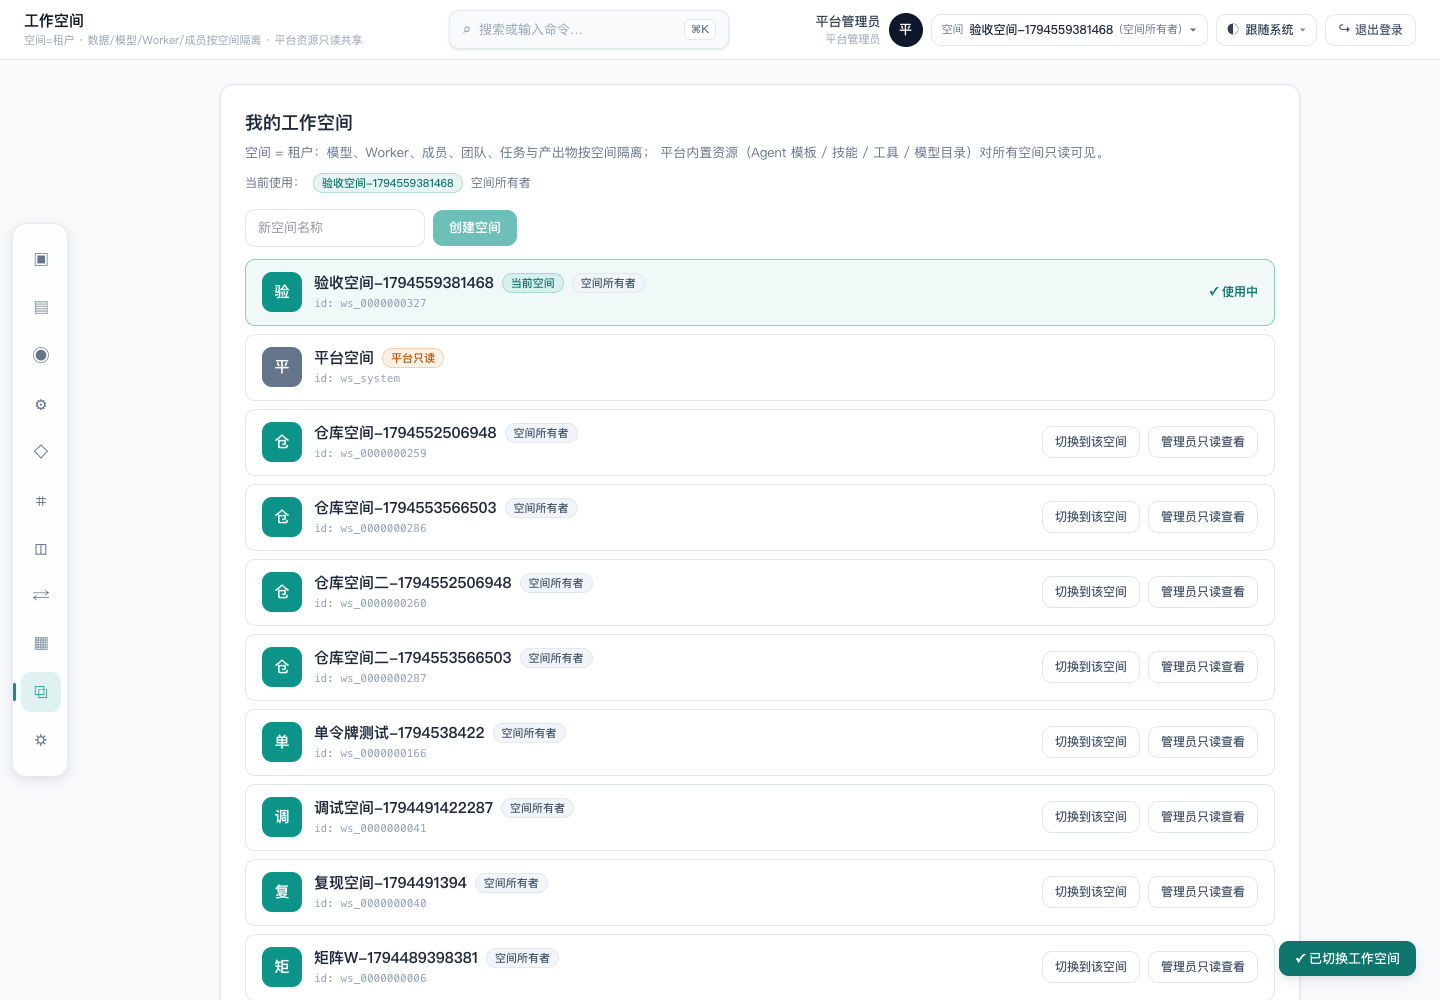 工作空间
空间=租户 · 数据/模型/Worker/成员按空间隔离 · 平台资源只读共享
搜索或输入命令…
⌘K
平台管理员
平台管理员
平
空间 验收空间-1794559381468 (空间所有者)
跟随系统
退出登录
我的工作空间
空间 = 租户：模型、Worker、成员、团队、任务与产出物按空间隔离； 平台内置资源（Agent 模板 / 技能 / 工具 / 模型目录）对所有空间只读可见。
当前使用： 验收空间-1794559381468 空间所有者
新空间名称
创建空间
验
验收空间-1794559381468 当前空间 空间所有者
id: ws_0000000327
✓ 使用中
平
平台空间 平台只读
id: ws_system
仓
仓库空间-1794552506948 空间所有者
id: ws_0000000259
切换到该空间 管理员只读查看
仓
仓库空间-1794553566503 空间所有者
id: ws_0000000286
切换到该空间 管理员只读查看
仓
仓库空间二-1794552506948 空间所有者
id: ws_0000000260
切换到该空间 管理员只读查看
仓
仓库空间二-1794553566503 空间所有者
id: ws_0000000287
切换到该空间 管理员只读查看
单
单令牌测试-1794538422 空间所有者
id: ws_0000000166
切换到该空间 管理员只读查看
调
调试空间-1794491422287 空间所有者
id: ws_0000000041
切换到该空间 管理员只读查看
复
复现空间-1794491394 空间所有者
id: ws_0000000040
切换到该空间 管理员只读查看
矩
矩阵W-1794489398381 空间所有者
id: ws_0000000006
切换到该空间 管理员只读查看
✓ 已切换工作空间